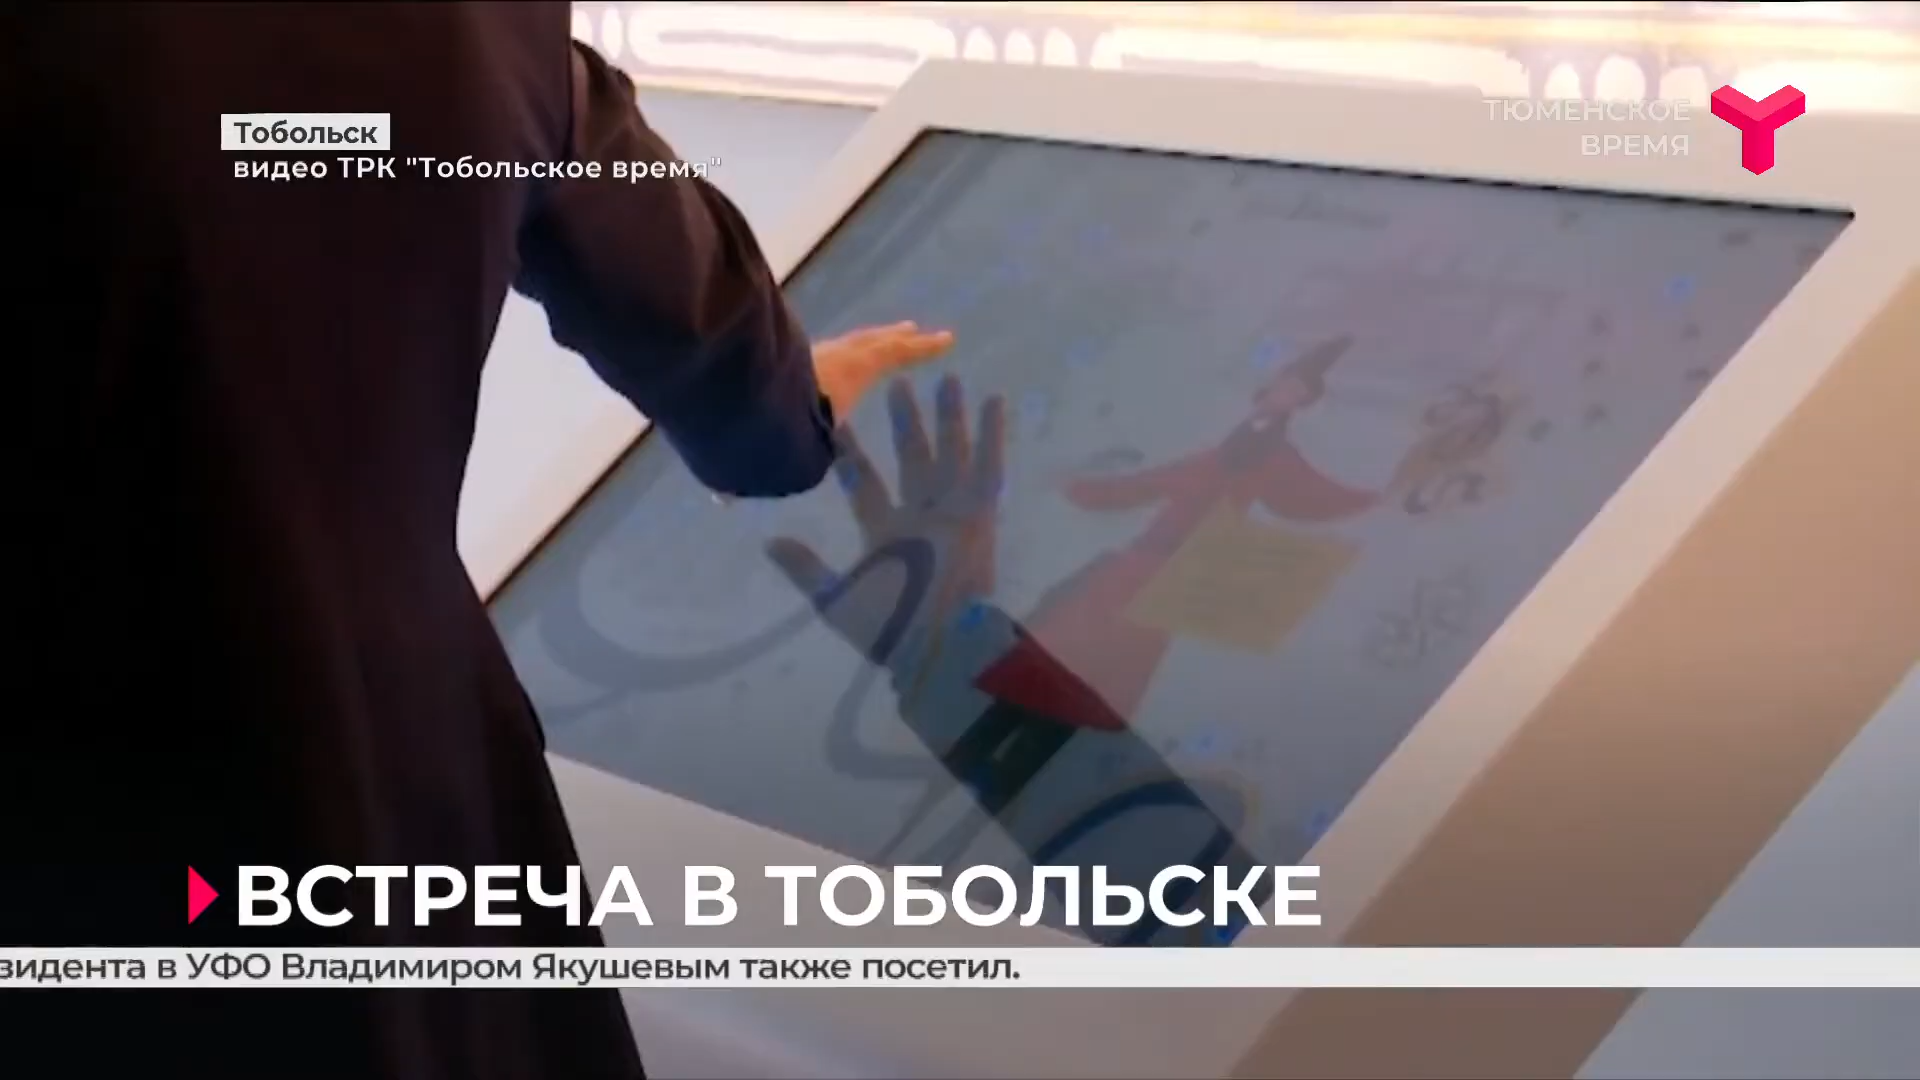 Тобольск
видео ТРК "Тобольское время"
ТЮМЕНСКОЕ
ВРЕМЯ
ВСТРЕЧА В ТОБОЛЬСКЕ
зидента в УФО Владимиром Якушевым также посетил.